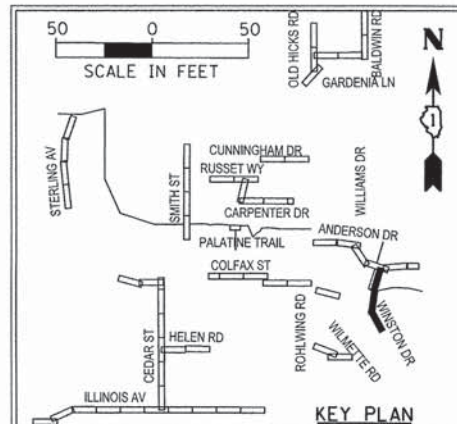 50 0 50
SCALE IN FEET
OLD HICKS RD
BALDWIN RD
GARDENIA LN
N
1
STERLING AV
SMITH ST
CUNNINGHAM DR
RUSSET WY
CARPENTER DR
PALATINE TRAIL
WILLIAMS DR
ANDERSON DR
COLFAX ST
ROHLWING RD
WINSTON DR
WILMETTE RD
CEDAR ST
HELEN RD
ILLINOIS AV
KEY PLAN